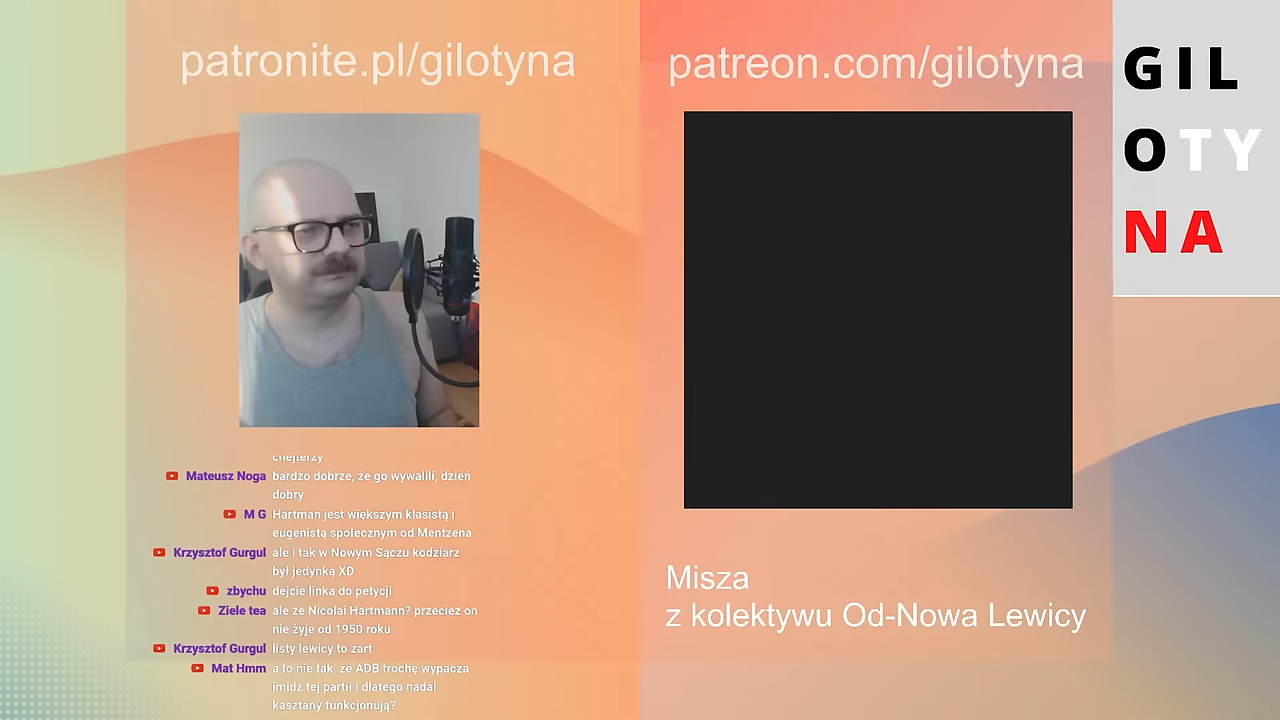 patronite.pl/gilotyna
patreon.com/gilotyna
GIL
OTY
NA
chejterzy
Mateusz Noga bardzo dobrze, że go wywalili, dzień
dobry
M G Hartman jest większym klasistą i
eugenistą społecznym od Mentzena
Krzysztof Gurgul ale i tak w Nowym Sączu kodziarz
był jedynką XD
zbychu dejcie linka do petycji
Ziele tea ale że Nicolai Hartmann? przecież on
nie żyje od 1950 roku
Krzysztof Gurgul listy lewicy to zart
Mat Hmm a to nie tak, że ADB trochę wypacza
imidż tej partii i dlatego nadal
kasztany funkcjonują?
Misza
z kolektywu Od-Nowa Lewicy